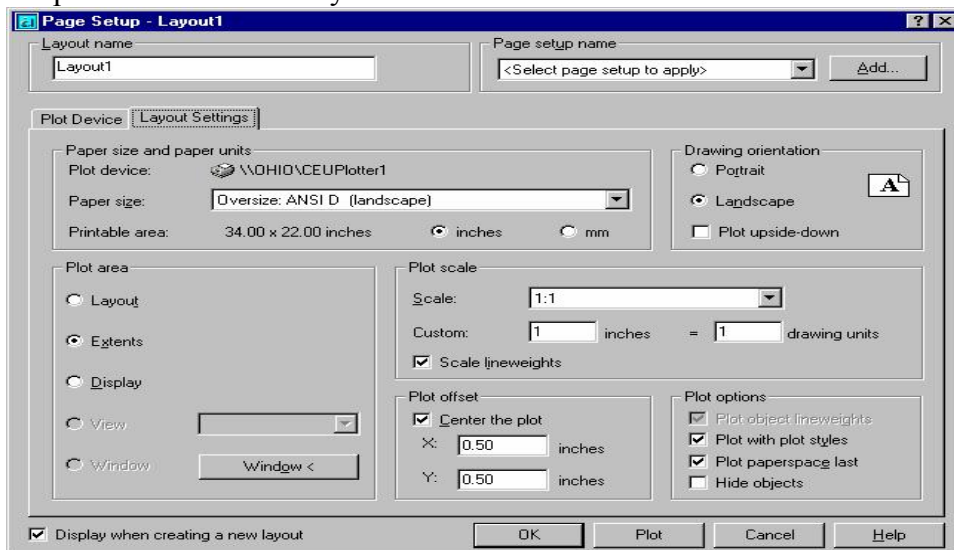 Page Setup - Layout1
Layout name
Layout1
Page setup name
<Select page setup to apply>
Add...
Plot Device
Layout Settings
Paper size and paper units
Plot device: \\OHIO\CEUPlotter1
Paper size: Oversize: ANSI D (landscape)
Printable area: 34.00 x 22.00 inches inches mm
Drawing orientation
Portrait
Landscape
A
Plot upside-down
Plot area
Layout
Extents
Display
View
Window
Window <
Plot scale
Scale: 1:1
Custom: 1 inches = 1 drawing units
Scale lineweights
Plot offset
Center the plot
X: 0.50 inches
Y: 0.50 inches
Plot options
Plot object lineweights
Plot with plot styles
Plot paperspace last
Hide objects
Display when creating a new layout
OK
Plot
Cancel
Help